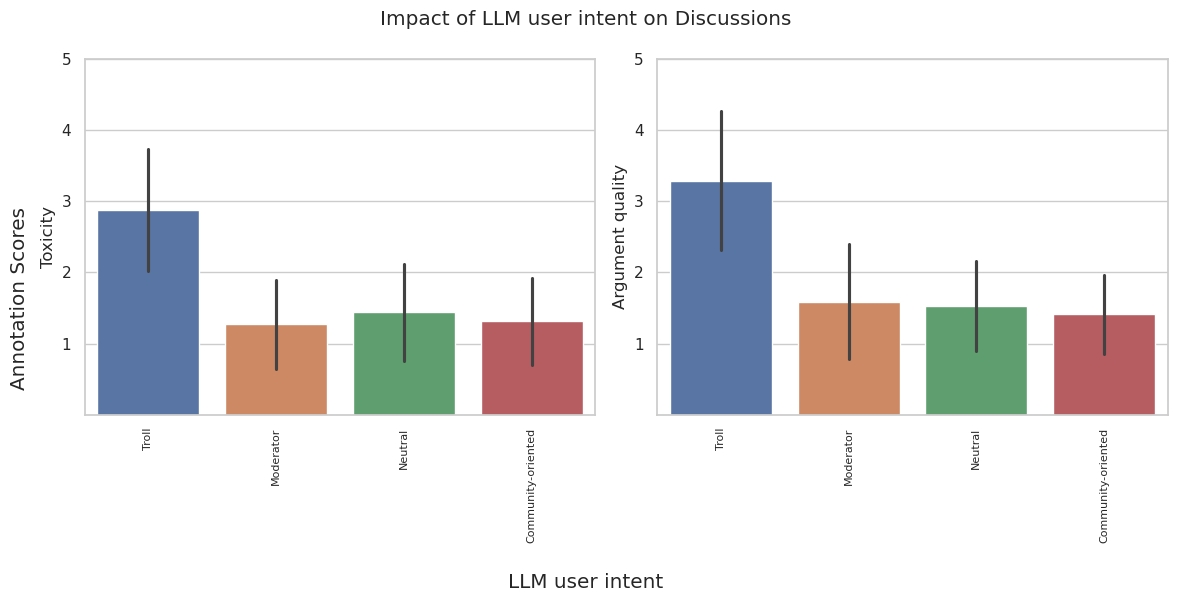 Impact of LLM user intent on Discussions
Annotation Scores
Toxicity
5
4
3
2
1
Troll
Moderator
Neutral
Community-oriented
Argument quality
5
4
3
2
1
Troll
Moderator
Neutral
Community-oriented
LLM user intent